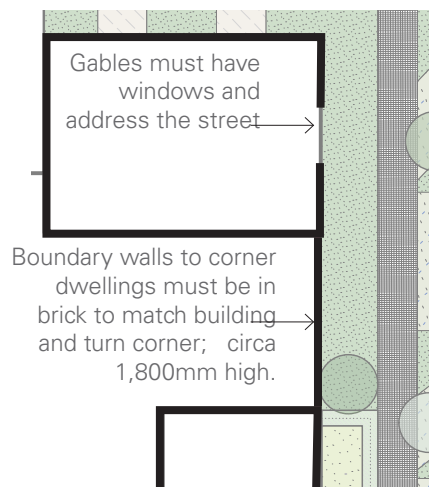 Gables must have
windows and
address the street
Boundary walls to corner
dwellings must be in
brick to match building
and turn corner; circa
1,800mm high.